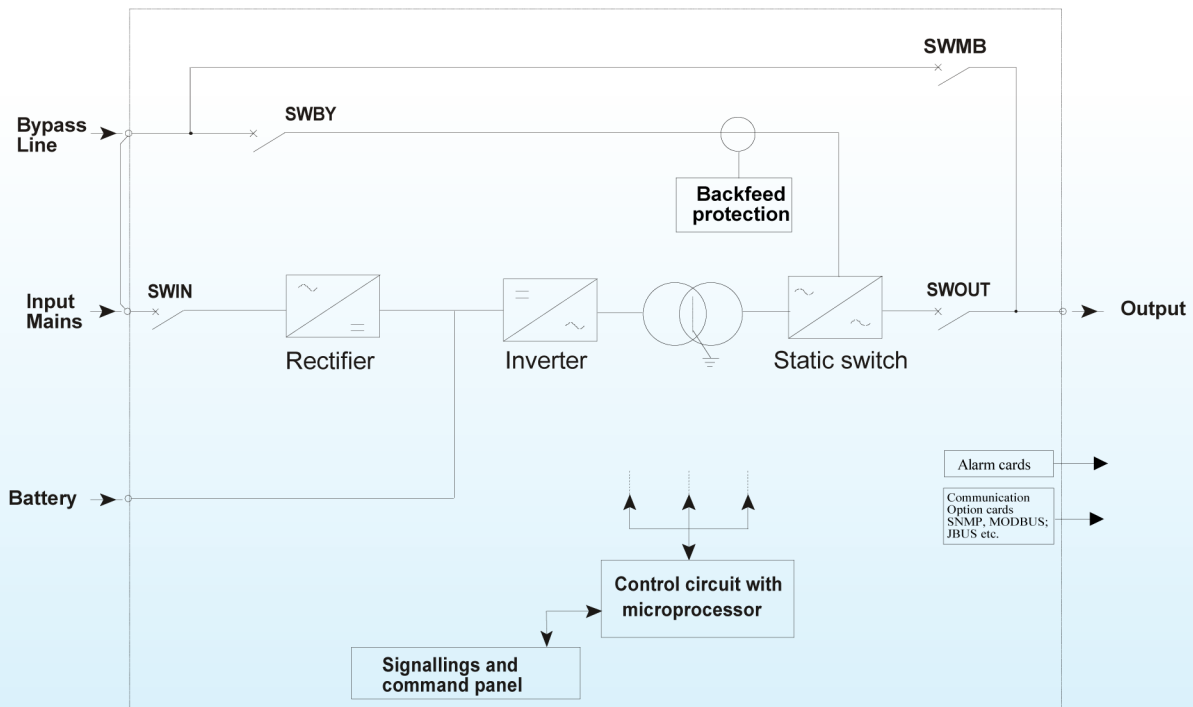 SWMB
SWBY
Bypass
Line
Backfeed
protection
SWIN
Input
Mains
Rectifier
Inverter
Static switch
SWOUT
Output
Battery
Alarm cards
Communication
Option cards
SNMP, MODBUS;
JBUS etc.
Control circuit with
microprocessor
Signallings and
command panel